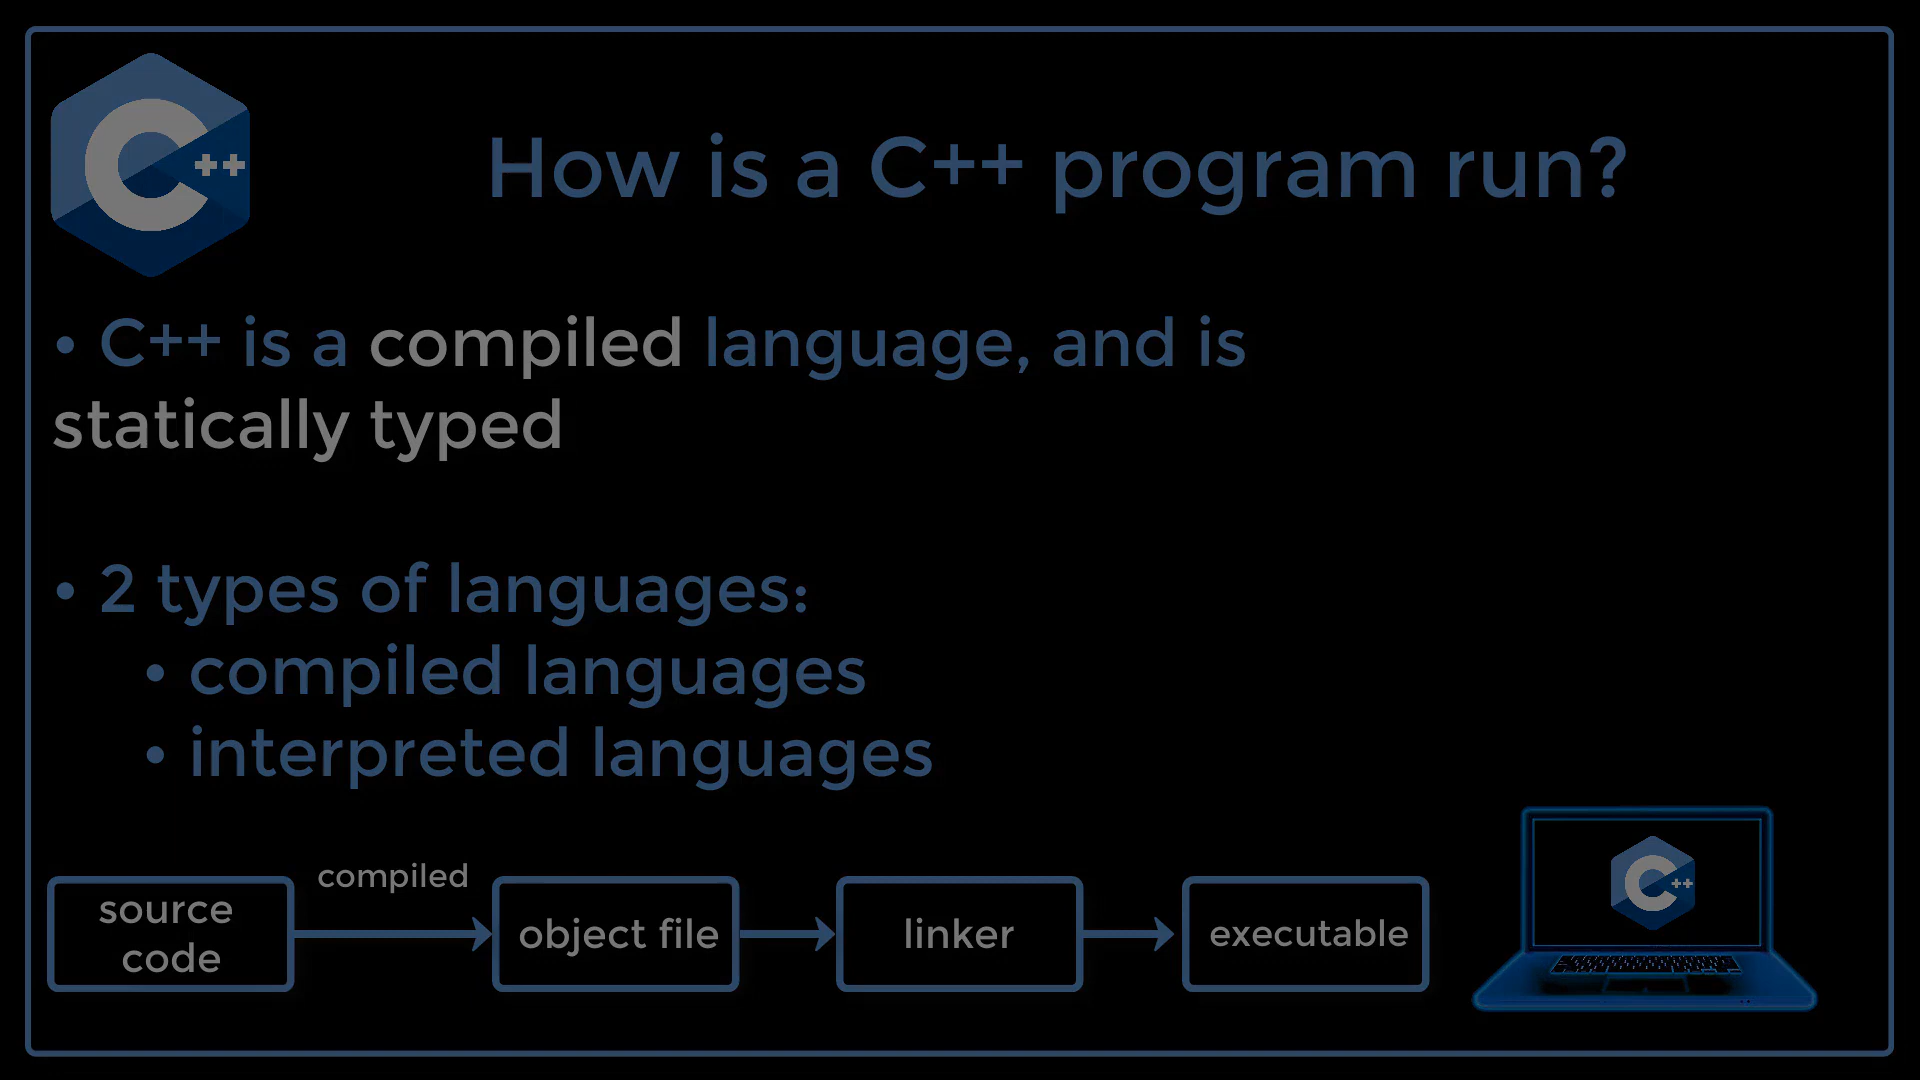 C++
How is a C++ program run?
• C++ is a compiled language, and is
statically typed
• 2 types of languages:
• compiled languages
• interpreted languages
compiled
source
code
object file
linker
executable
C++